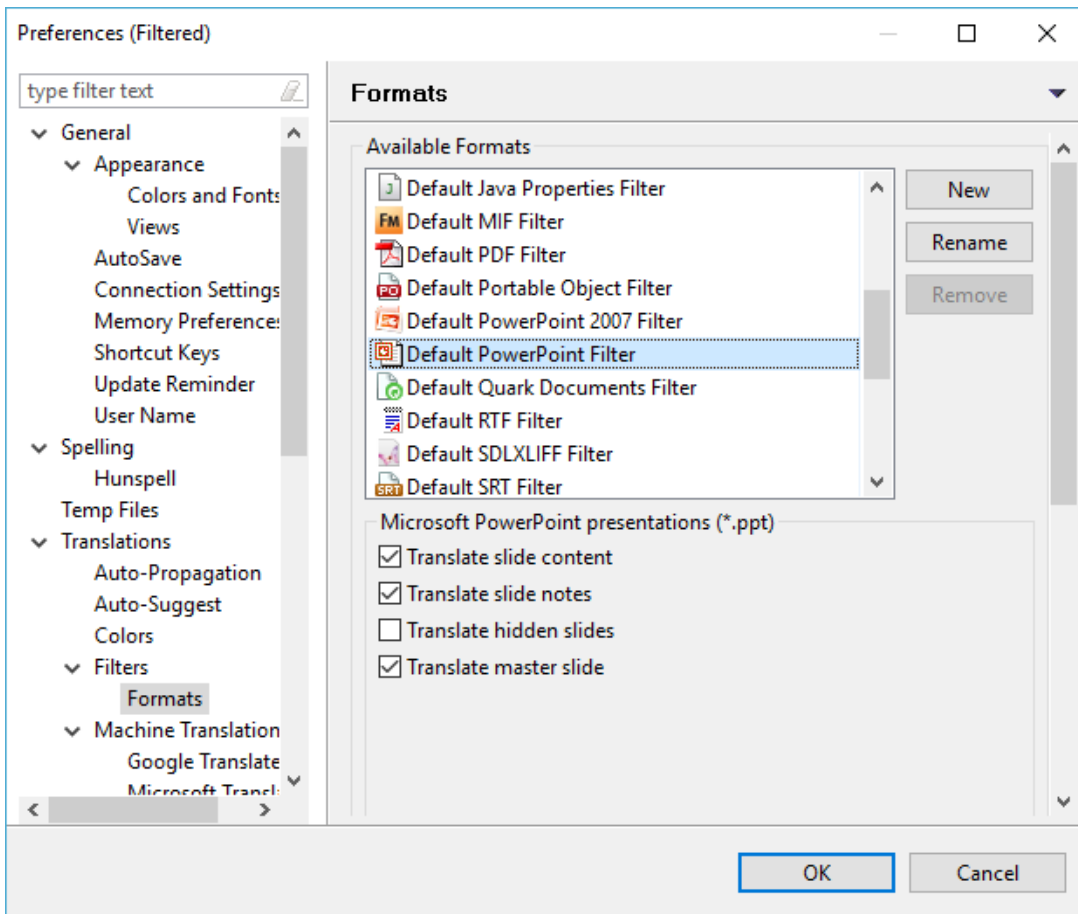 Preferences (Filtered)
type filter text
General
Appearance
Colors and Fonts
Views
AutoSave
Connection Settings
Memory Preferences
Shortcut Keys
Update Reminder
User Name
Spelling
Hunspell
Temp Files
Translations
Auto-Propagation
Auto-Suggest
Colors
Filters
Formats
Machine Translation
Google Translate
Microsoft Transl
Formats
Available Formats
J Default Java Properties Filter
FM Default MIF Filter
Default PDF Filter
PO Default Portable Object Filter
Default PowerPoint 2007 Filter
Default PowerPoint Filter
Default Quark Documents Filter
A Default RTF Filter
Default SDLXLIFF Filter
SRT Default SRT Filter
New
Rename
Remove
Microsoft PowerPoint presentations (*.ppt)
Translate slide content
Translate slide notes
Translate hidden slides
Translate master slide
OK
Cancel